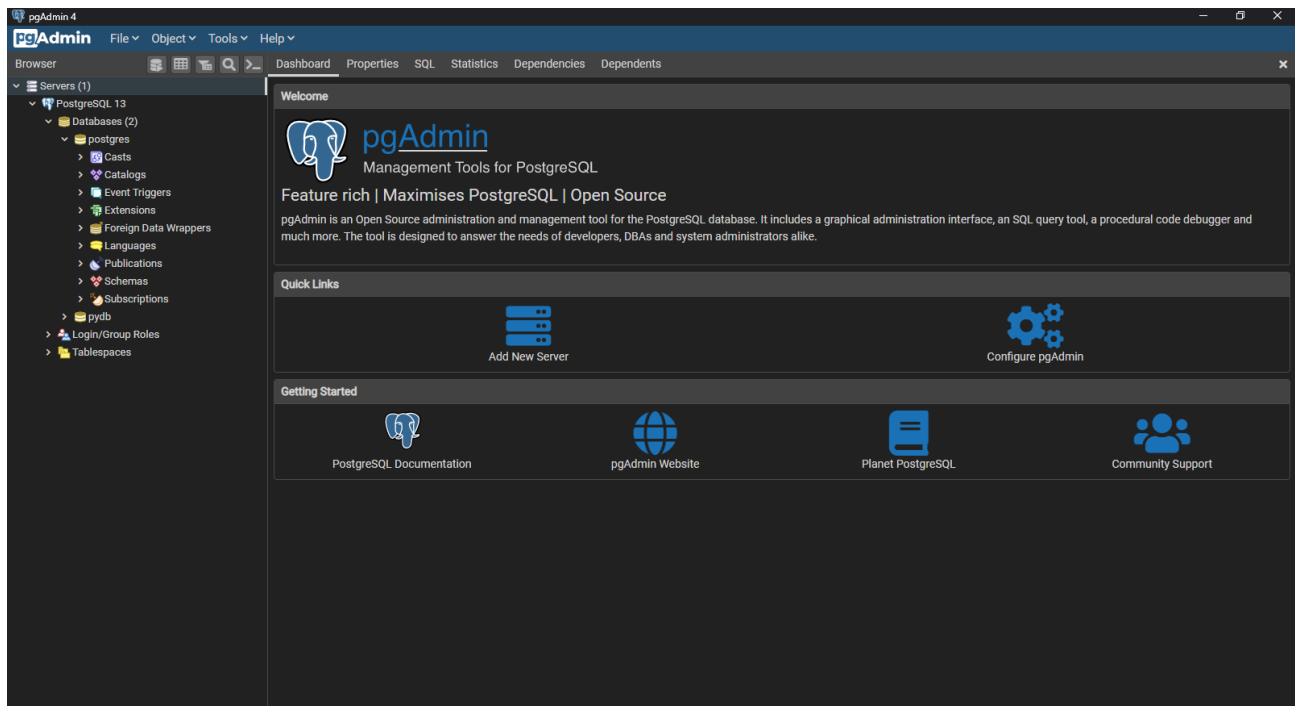 pgAdmin 4
pgAdmin File Object Tools Help
Browser
Dashboard Properties SQL Statistics Dependencies Dependents
Servers (1)
PostgreSQL 13
Databases (2)
postgres
Casts
Catalogs
Event Triggers
Extensions
Foreign Data Wrappers
Languages
Publications
Schemas
Subscriptions
pydb
Login/Group Roles
Tablespaces
Welcome
pgAdmin
Management Tools for PostgreSQL
Feature rich | Maximises PostgreSQL | Open Source
pgAdmin is an Open Source administration and management tool for the PostgreSQL database. It includes a graphical administration interface, an SQL query tool, a procedural code debugger and
much more. The tool is designed to answer the needs of developers, DBAs and system administrators alike.
Quick Links
Add New Server
Configure pgAdmin
Getting Started
PostgreSQL Documentation
pgAdmin Website
Planet PostgreSQL
Community Support